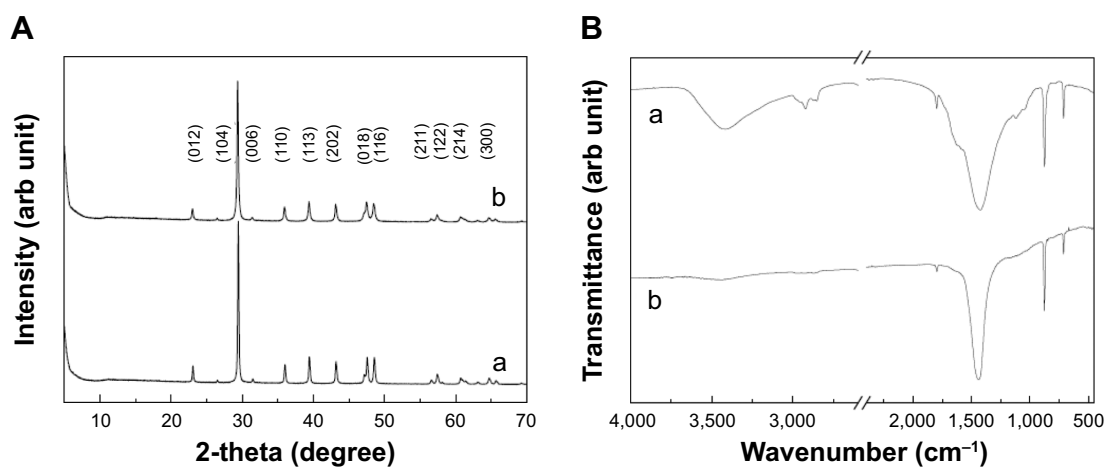 A
Intensity (arb unit)
(012)
(104)
(006)
(110)
(113)
(202)
(018)
(116)
(211)
(122)
(214)
(300)
b
a
10 20 30 40 50 60 70
2-theta (degree)
B
Transmittance (arb unit)
a
b
4,000 3,500 3,000 2,000 1,500 1,000 500
Wavenumber (cm⁻¹)